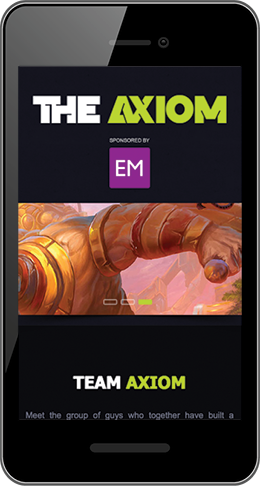 THE AXIOM
SPONSORED BY
EM
TEAM AXIOM
Meet the group of guys who together have built a